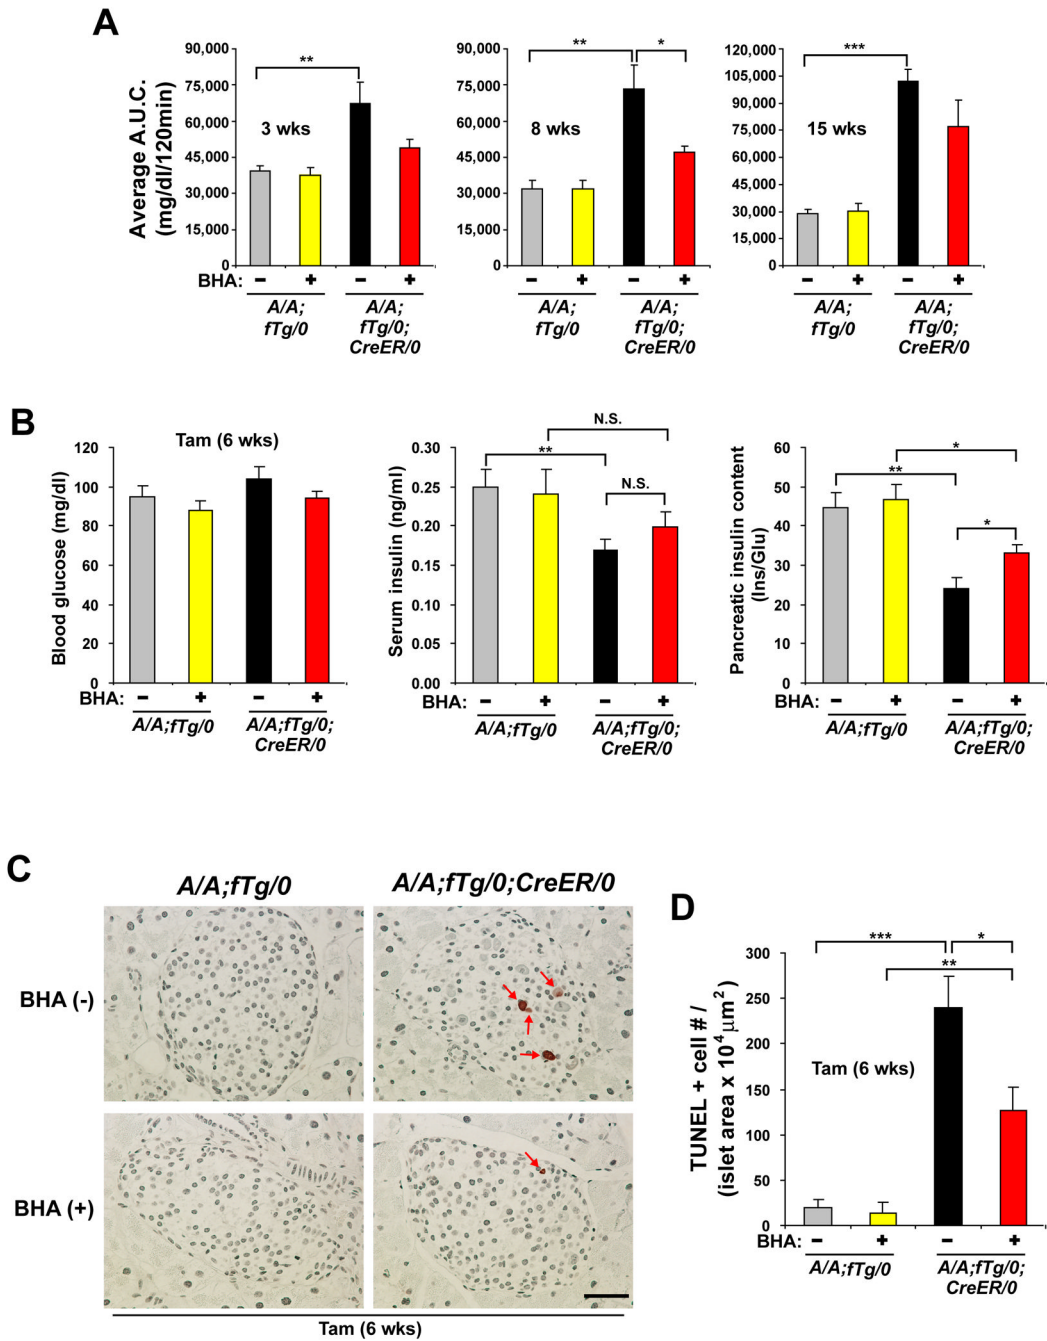 A
Average A.U.C.
(mg/dl/120min)
90,000
75,000
60,000
45,000
30,000
15,000
0
**
3 wks
BHA:
− + − +
A/A;
fTg/0
A/A;
fTg/0;
CreER/0
90,000
75,000
60,000
45,000
30,000
15,000
0
** *
8 wks
− + − +
A/A;
fTg/0
A/A;
fTg/0;
CreER/0
120,000
105,000
90,000
75,000
60,000
45,000
30,000
15,000
0
***
15 wks
− + − +
A/A;
fTg/0
A/A;
fTg/0;
CreER/0
B
Blood glucose (mg/dl)
120
100
80
60
40
20
0
Tam (6 wks)
BHA: − + − +
A/A;fTg/0
A/A;fTg/0;
CreER/0
Serum insulin (ng/ml)
0.30
0.25
0.20
0.15
0.10
0.05
0.00
N.S.
**
N.S.
BHA: − + − +
A/A;fTg/0
A/A;fTg/0;
CreER/0
Pancreatic insulin content
(Ins/Glu)
60
50
40
30
20
10
0
*
**
*
BHA: − + − +
A/A;fTg/0
A/A;fTg/0;
CreER/0
C
A/A;fTg/0
A/A;fTg/0;CreER/0
BHA (-)
BHA (+)
Tam (6 wks)
D
TUNEL + cell # /
(islet area x 10⁴ µm²)
300
250
200
150
100
50
0
*** *
**
Tam (6 wks)
BHA: − + − +
A/A;fTg/0
A/A;fTg/0;
CreER/0